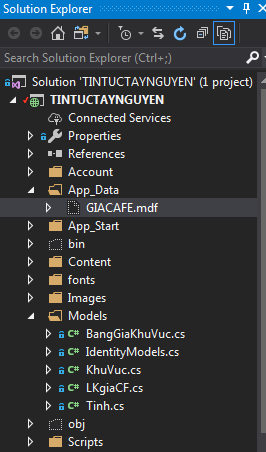 Solution Explorer
Search Solution Explorer (Ctrl+;)
Solution 'TINTUCTAYNGUYEN' (1 project)
TINTUCTAYNGUYEN
Connected Services
Properties
References
Account
App_Data
GIACAFE.mdf
App_Start
bin
Content
fonts
Images
Models
C# BangGiaKhuVuc.cs
C# IdentityModels.cs
C# KhuVuc.cs
C# LKgiaCF.cs
C# Tinh.cs
obj
Scripts